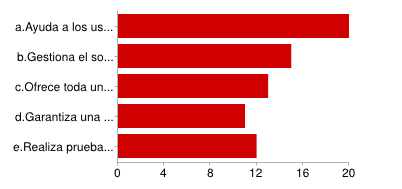 a.Ayuda a los us...
b.Gestiona el so...
c.Ofrece toda un...
d.Garantiza una ...
e.Realiza prueba...
0 4 8 12 16 20